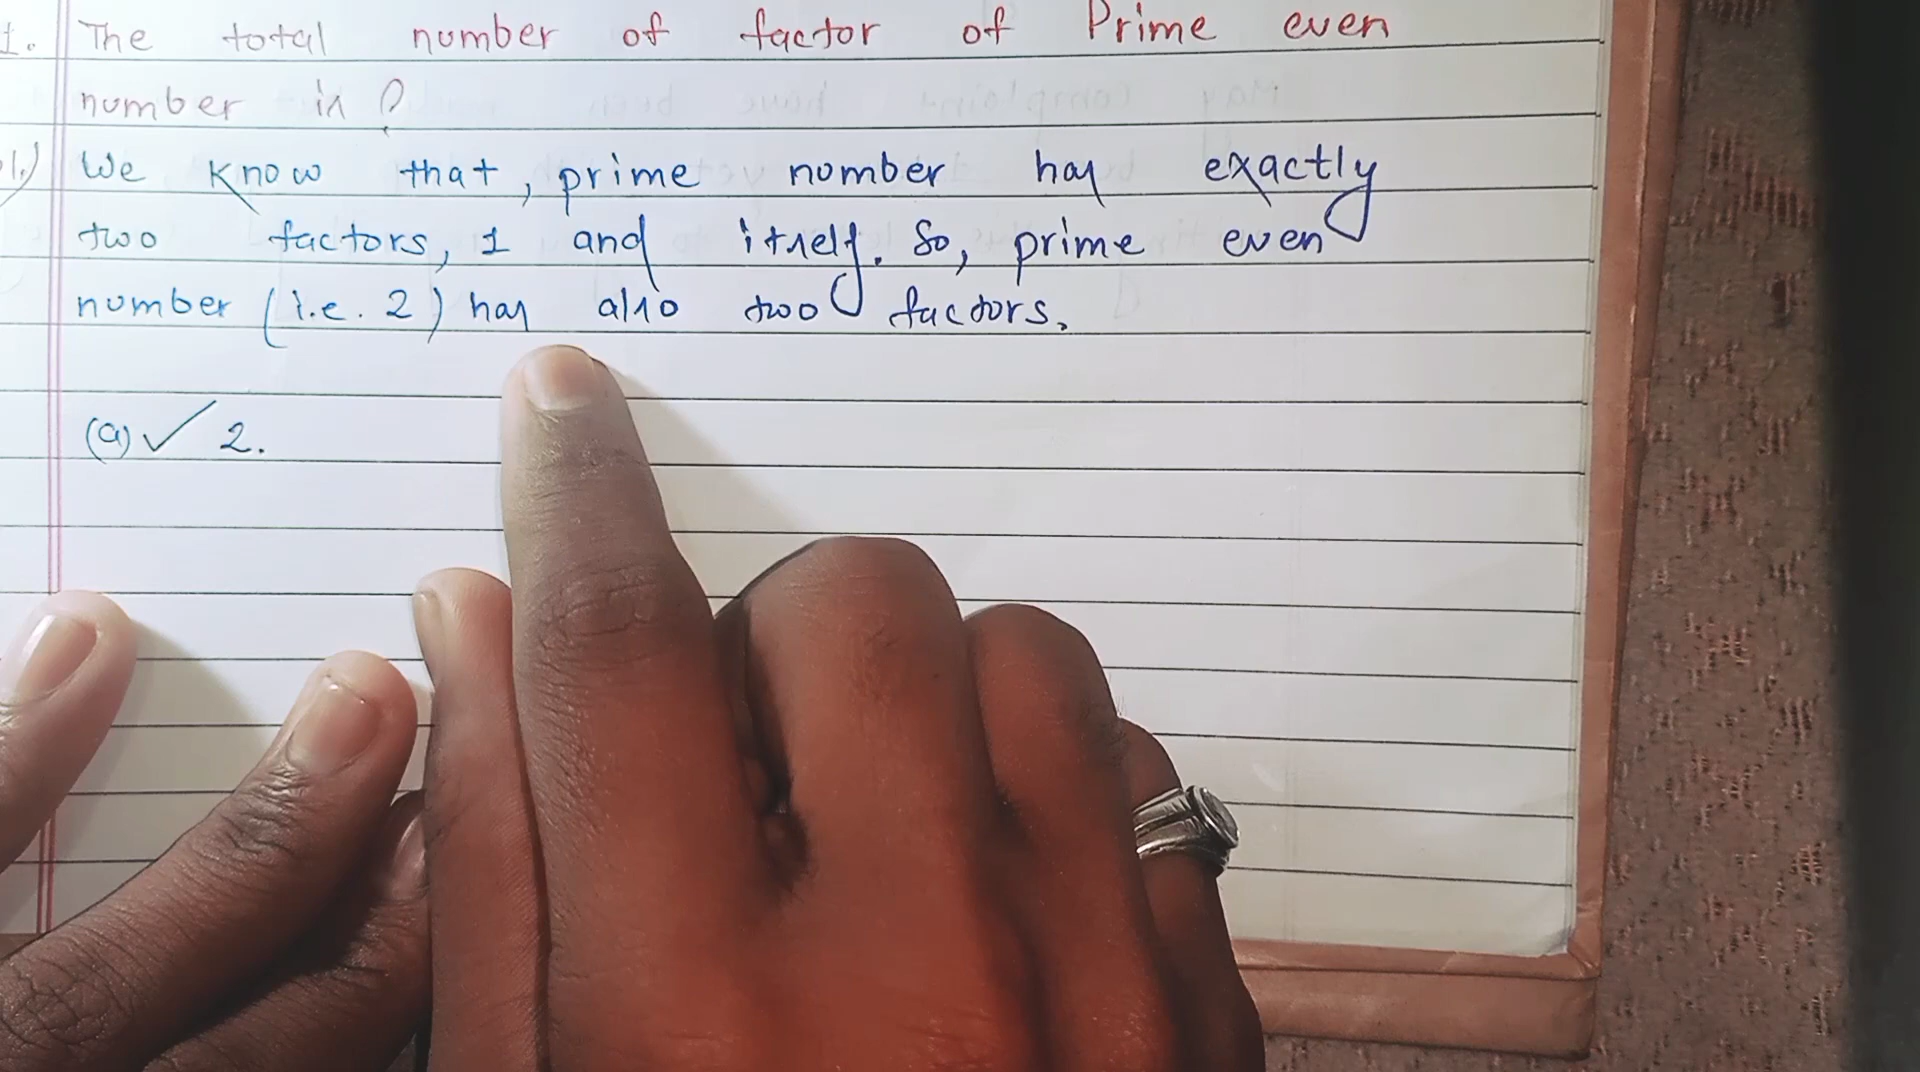 1. The total number of factor of Prime even
number is ?
We know that, prime number has exactly
two factors, 1 and itself. So, prime even
number (i.e. 2) has also two factors.
(a) ✓ 2.